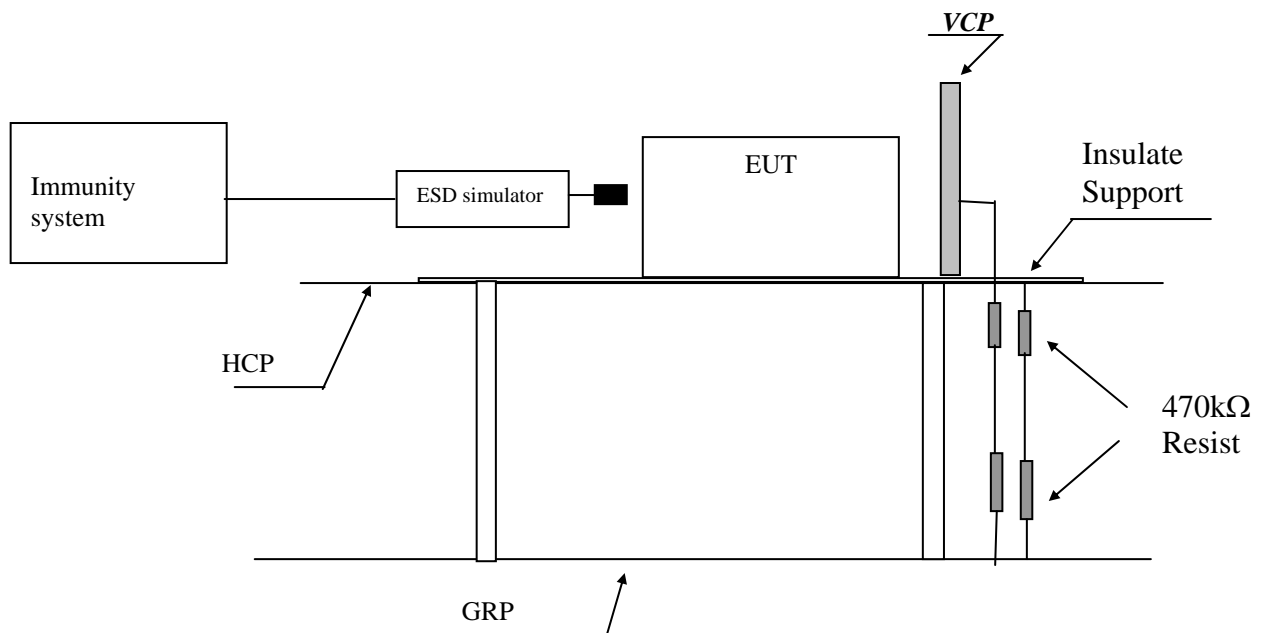 VCP
Immunity
system
ESD simulator
EUT
Insulate
Support
HCP
470kΩ
Resist
GRP